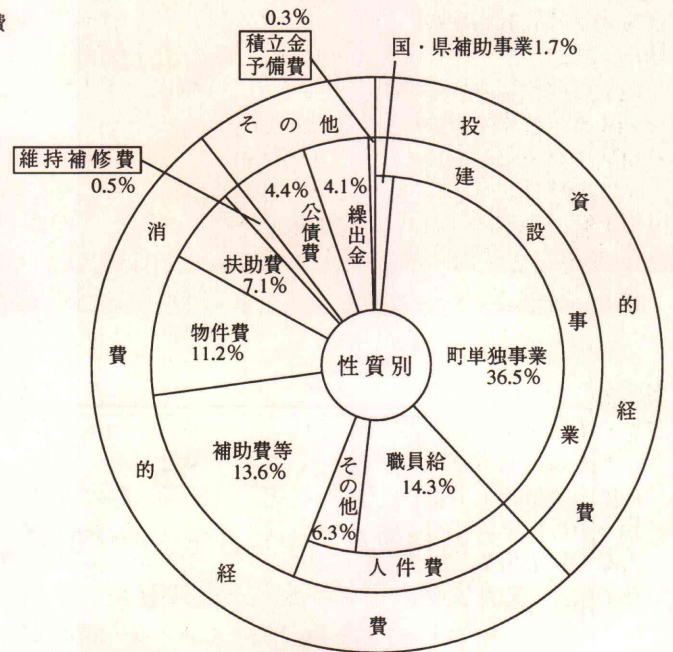 費
0.3%
積立金
予備費
国・県補助事業1.7%
投資的経費
建設事業
町単独事業
36.5%
消費的経費
人件費
職員給
14.3%
その他
6.3%
補助費等
13.6%
物件費
11.2%
扶助費
7.1%
維持補修費
0.5%
その他
4.4%
公債費
4.1%
繰出金
性質別